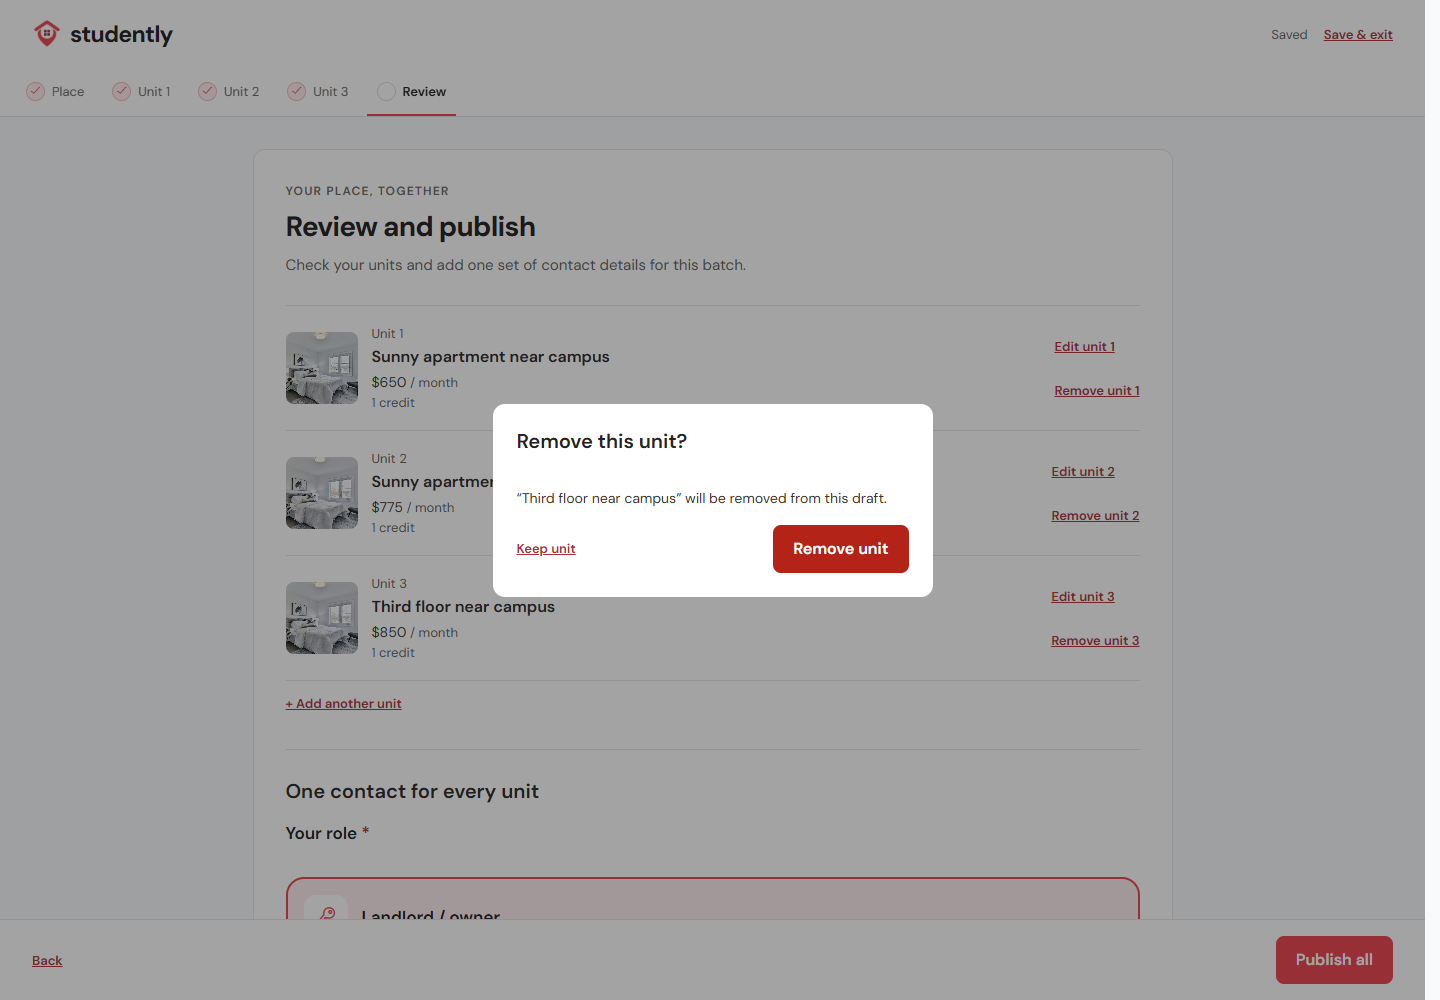 studently
Saved
Save & exit
Place
Unit 1
Unit 2
Unit 3
Review
YOUR PLACE, TOGETHER
Review and publish
Check your units and add one set of contact details for this batch.
Unit 1
Sunny apartment near campus
$650 / month
1 credit
Edit unit 1
Remove unit 1
Unit 2
Sunny
$775 / month
1 credit
Edit unit 2
Remove unit 2
Remove this unit?
“Third floor near campus” will be removed from this draft.
Keep unit
Remove unit
Unit 3
Third floor near campus
$850 / month
1 credit
Edit unit 3
Remove unit 3
+ Add another unit
One contact for every unit
Your role *
Landlord / owner
Back
Publish all